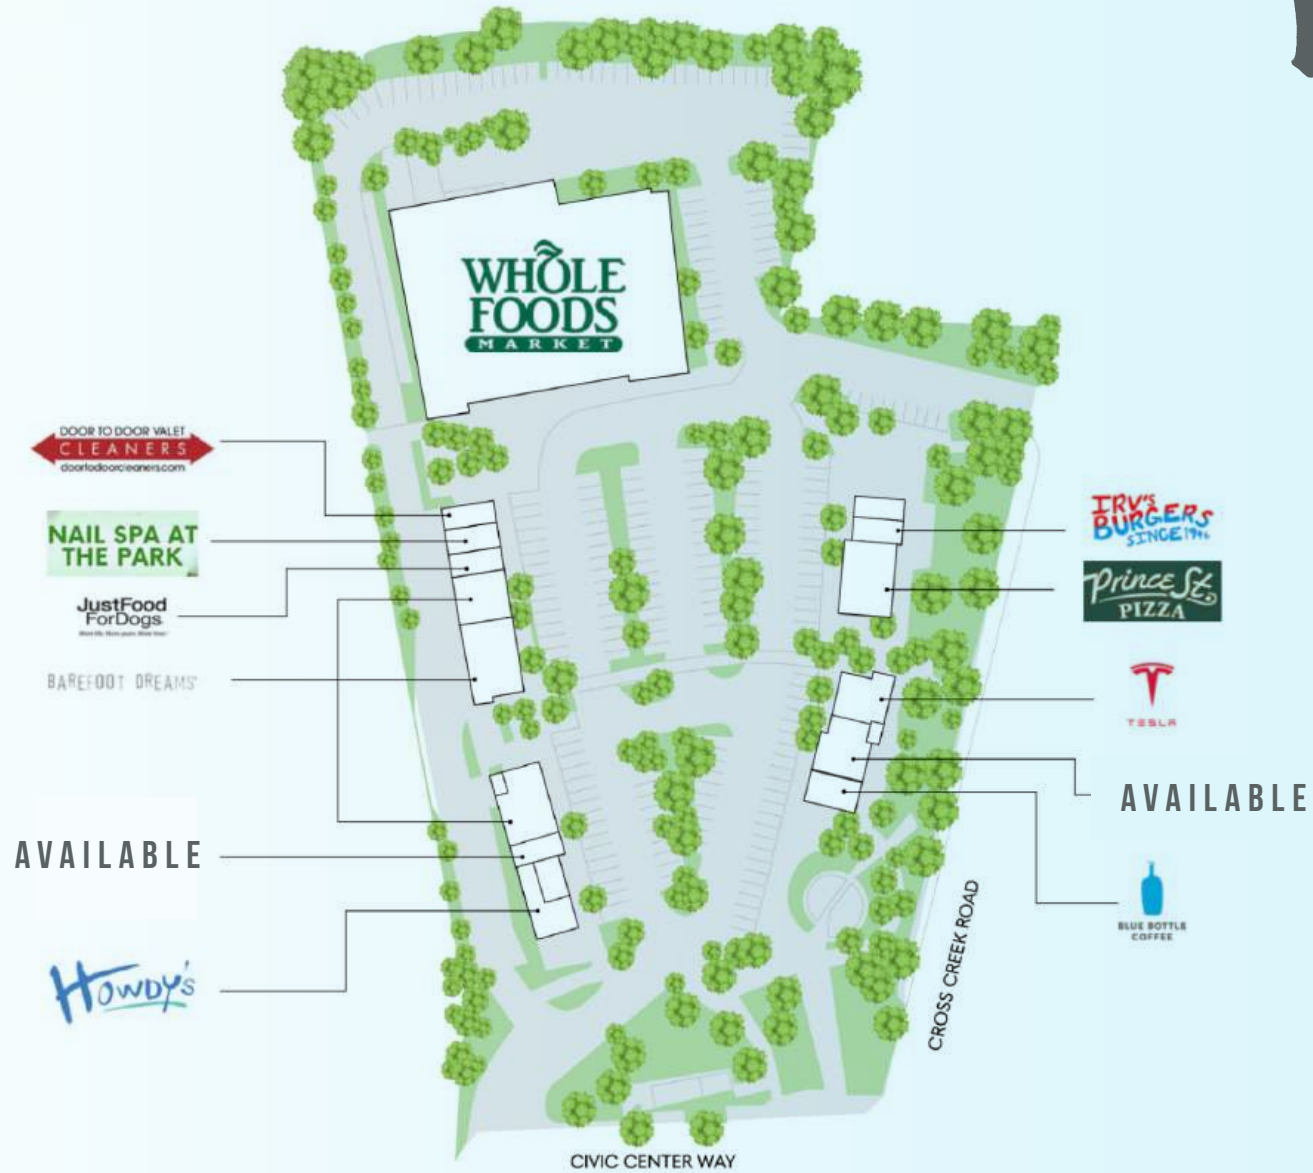 WHOLE
FOODS
MARKET
DOOR TO DOOR VALET
CLEANERS
doortodoorcleaners.com
NAIL SPA AT
THE PARK
JustFood
ForDogs
BAREFOOT DREAMS
AVAILABLE
HOWDY'S
IRV'S
BURGERS
SINCE 1946
Prince St.
PIZZA
TESLA
AVAILABLE
BLUE BOTTLE
COFFEE
CROSS CREEK ROAD
CIVIC CENTER WAY